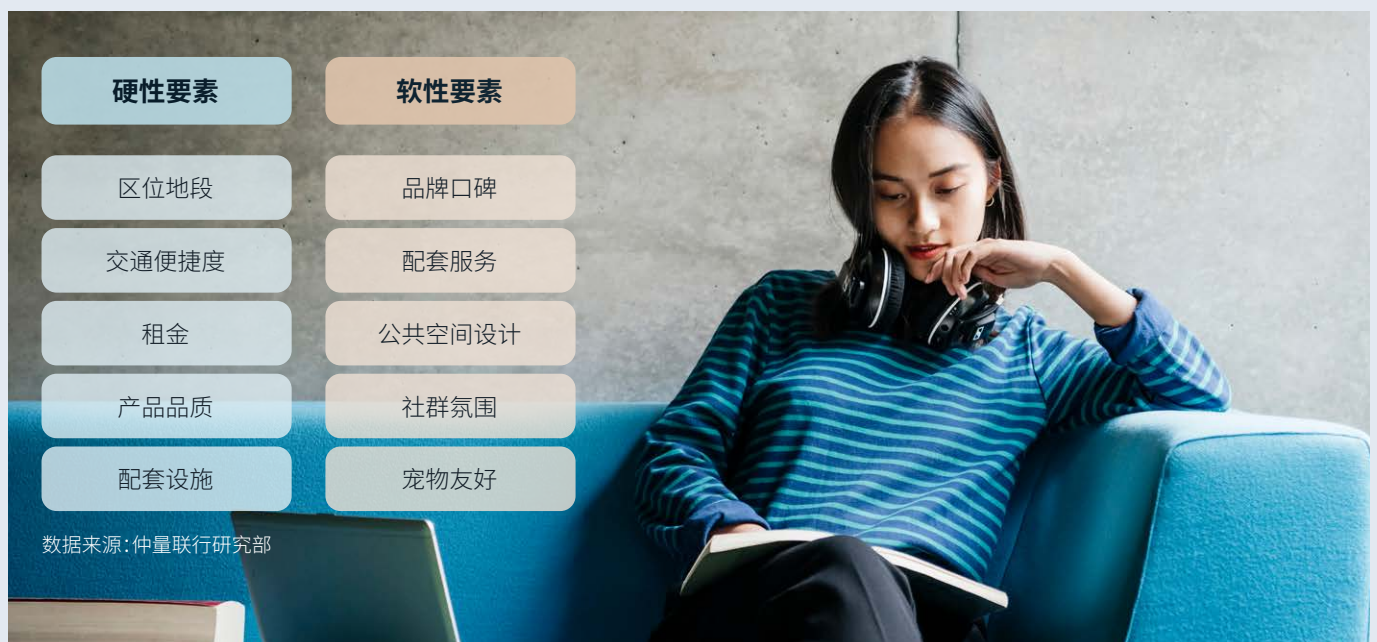 硬性要素
软性要素
区位地段
品牌口碑
交通便捷度
配套服务
租金
公共空间设计
产品品质
社群氛围
配套设施
宠物友好
数据来源：仲量联行研究部